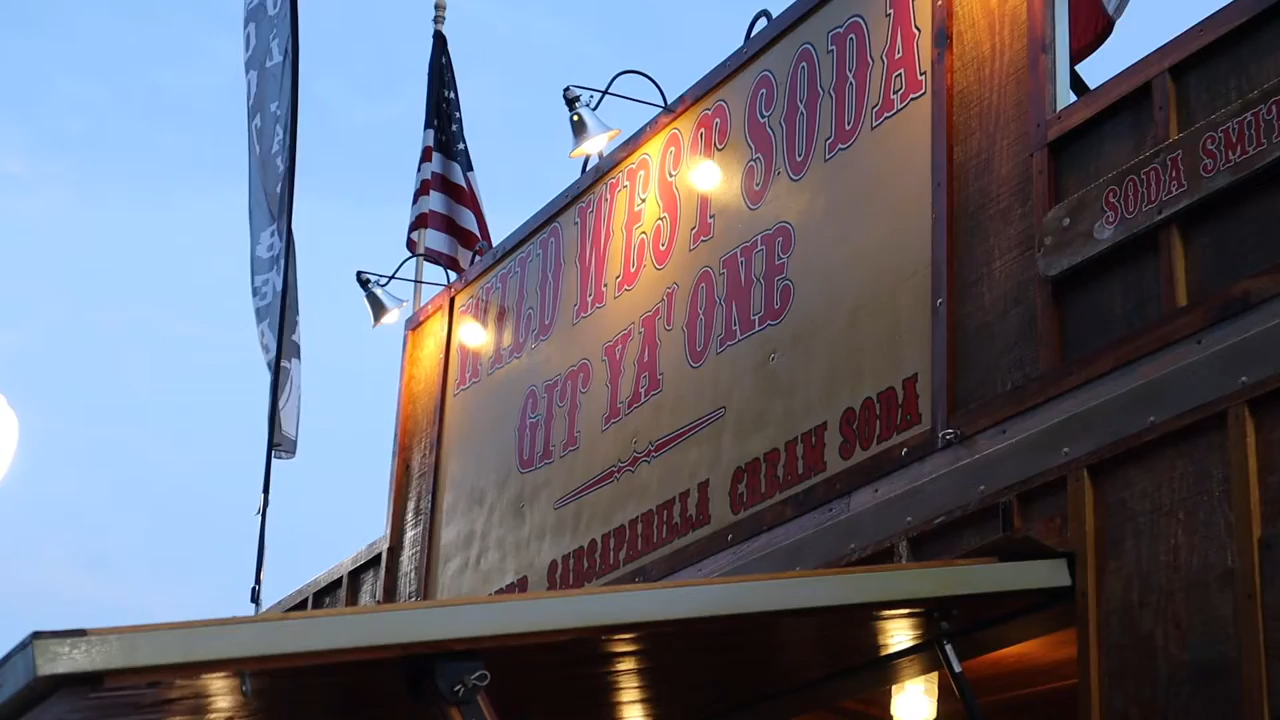 WILD WEST SODA
GIT YA' ONE
SARSAPARILLA CREAM SODA
SODA